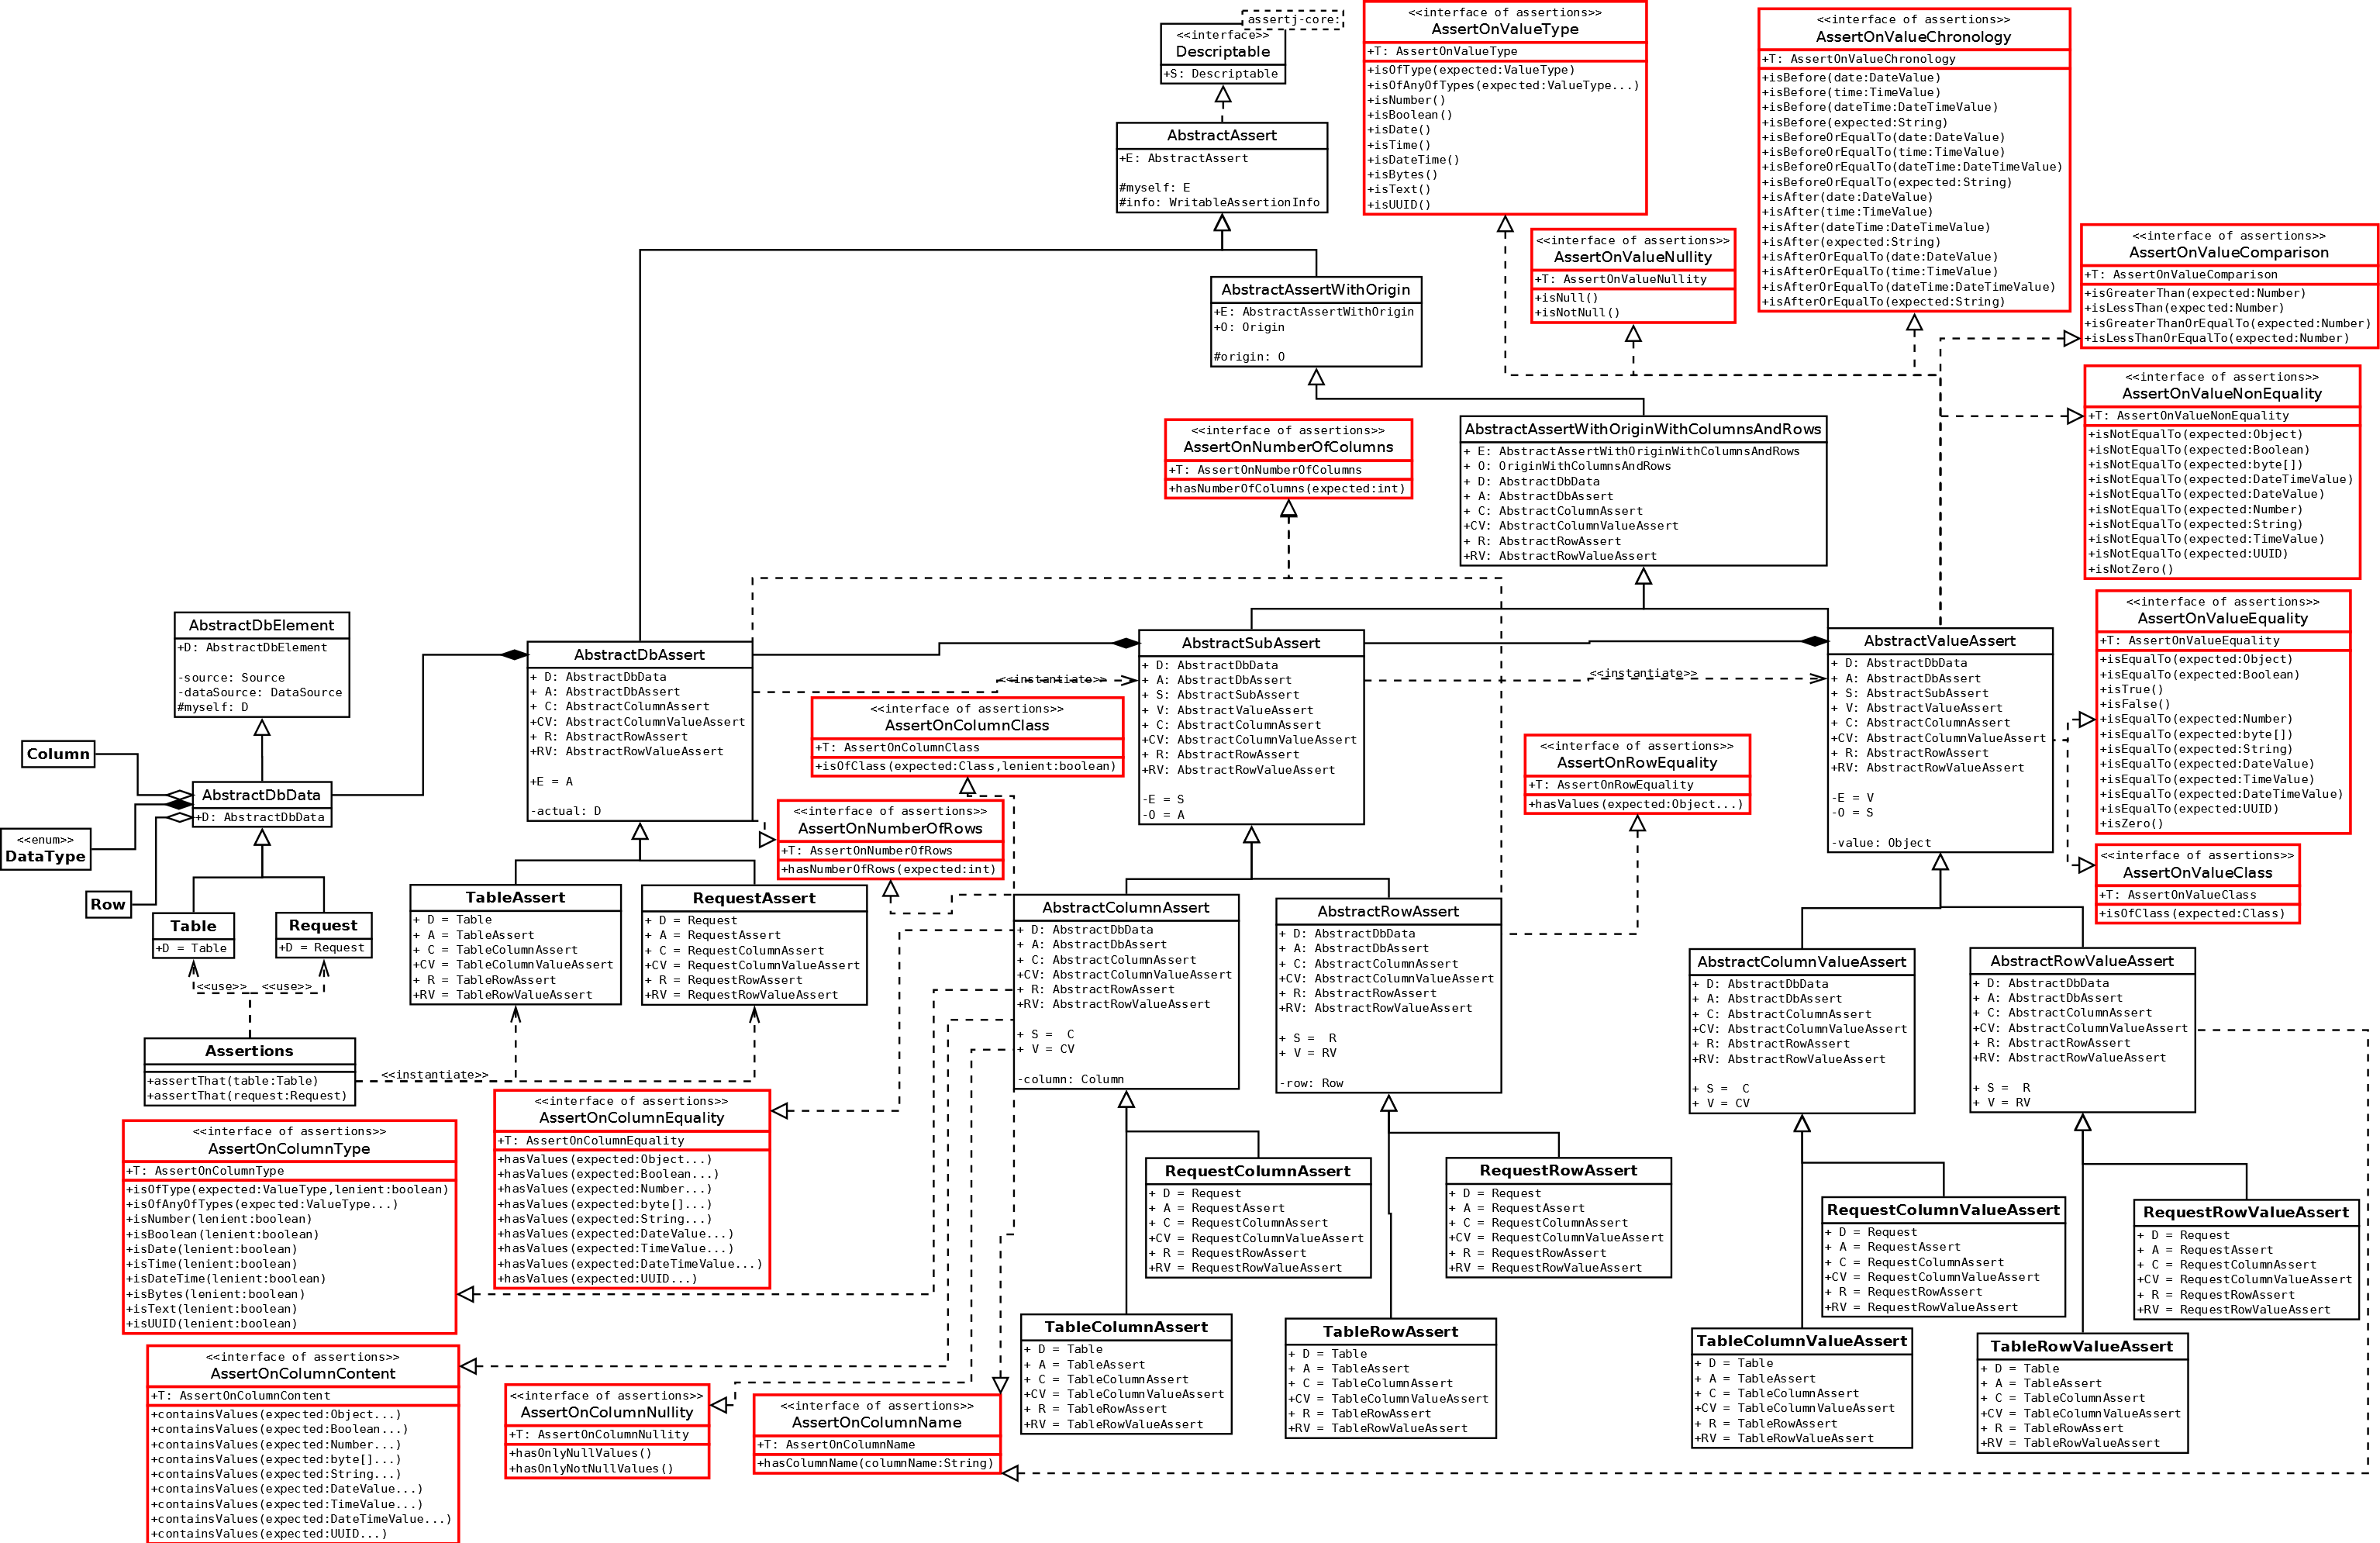 assertj-core:
<<interface>>
Descriptable
+S: Descriptable
<<interface of assertions>>
AssertOnValueType
+T: AssertOnValueType
+isOfType(expected:ValueType)
+isOfAnyOfTypes(expected:ValueType...)
+isNumber()
+isBoolean()
+isDate()
+isTime()
+isDateTime()
+isBytes()
+isText()
+isUUID()
<<interface of assertions>>
AssertOnValueChronology
+T: AssertOnValueChronology
+isBefore(date:DateValue)
+isBefore(time:TimeValue)
+isBefore(dateTime:DateTimeValue)
+isBefore(expected:String)
+isBeforeOrEqualTo(date:DateValue)
+isBeforeOrEqualTo(time:TimeValue)
+isBeforeOrEqualTo(dateTime:DateTimeValue)
+isBeforeOrEqualTo(expected:String)
+isAfter(date:DateValue)
+isAfter(time:TimeValue)
+isAfter(dateTime:DateTimeValue)
+isAfter(expected:String)
+isAfterOrEqualTo(date:DateValue)
+isAfterOrEqualTo(time:TimeValue)
+isAfterOrEqualTo(dateTime:DateTimeValue)
+isAfterOrEqualTo(expected:String)
AbstractAssert
+E: AbstractAssert
#myself: E
#info: WritableAssertionInfo
<<interface of assertions>>
AssertOnValueNullity
+T: AssertOnValueNullity
+isNull()
+isNotNull()
<<interface of assertions>>
AssertOnValueComparison
+T: AssertOnValueComparison
+isGreaterThan(expected:Number)
+isLessThan(expected:Number)
+isGreaterThanOrEqualTo(expected:Number)
+isLessThanOrEqualTo(expected:Number)
AbstractAssertWithOrigin
+E: AbstractAssertWithOrigin
+O: Origin
#origin: O
<<interface of assertions>>
AssertOnValueNonEquality
+T: AssertOnValueNonEquality
+isNotEqualTo(expected:Object)
+isNotEqualTo(expected:Boolean)
+isNotEqualTo(expected:byte[])
+isNotEqualTo(expected:DateTimeValue)
+isNotEqualTo(expected:DateValue)
+isNotEqualTo(expected:Number)
+isNotEqualTo(expected:String)
+isNotEqualTo(expected:TimeValue)
+isNotEqualTo(expected:UUID)
+isNotZero()
<<interface of assertions>>
AssertOnNumberOfColumns
+T: AssertOnNumberOfColumns
+hasNumberOfColumns(expected:int)
AbstractAssertWithOriginWithColumnsAndRows
+ E: AbstractAssertWithOriginWithColumnsAndRows
+ O: OriginWithColumnsAndRows
+ D: AbstractDbData
+ A: AbstractDbAssert
+ C: AbstractColumnAssert
+CV: AbstractColumnValueAssert
+ R: AbstractRowAssert
+RV: AbstractRowValueAssert
AbstractDbElement
+D: AbstractDbElement
-source: Source
-dataSource: DataSource
#myself: D
AbstractDbAssert
+ D: AbstractDbData
+ A: AbstractDbAssert
+ C: AbstractColumnAssert
+CV: AbstractColumnValueAssert
+ R: AbstractRowAssert
+RV: AbstractRowValueAssert
+E = A
-actual: D
<<instantiate>>
AbstractSubAssert
+ D: AbstractDbData
+ A: AbstractDbAssert
+ S: AbstractSubAssert
+ V: AbstractValueAssert
+ C: AbstractColumnAssert
+CV: AbstractColumnValueAssert
+ R: AbstractRowAssert
+RV: AbstractRowValueAssert
-E = S
-O = A
<<instantiate>>
AbstractValueAssert
+ D: AbstractDbData
+ A: AbstractDbAssert
+ S: AbstractSubAssert
+ V: AbstractValueAssert
+ C: AbstractColumnAssert
+CV: AbstractColumnValueAssert
+ R: AbstractRowAssert
+RV: AbstractRowValueAssert
-E = V
-O = S
-value: Object
<<interface of assertions>>
AssertOnValueEquality
+T: AssertOnValueEquality
+isEqualTo(expected:Object)
+isEqualTo(expected:Boolean)
+isTrue()
+isFalse()
+isEqualTo(expected:Number)
+isEqualTo(expected:byte[])
+isEqualTo(expected:String)
+isEqualTo(expected:DateValue)
+isEqualTo(expected:TimeValue)
+isEqualTo(expected:DateTimeValue)
+isEqualTo(expected:UUID)
+isZero()
<<interface of assertions>>
AssertOnColumnClass
+T: AssertOnColumnClass
+isOfClass(expected:Class,lenient:boolean)
<<interface of assertions>>
AssertOnRowEquality
+T: AssertOnRowEquality
+hasValues(expected:Object...)
Column
AbstractDbData
+D: AbstractDbData
<<enum>>
DataType
Row
<<interface of assertions>>
AssertOnNumberOfRows
+T: AssertOnNumberOfRows
+hasNumberOfRows(expected:int)
<<interface of assertions>>
AssertOnValueClass
+T: AssertOnValueClass
+isOfClass(expected:Class)
Table
+D = Table
Request
+D = Request
<<use>>
<<use>>
TableAssert
+ D = Table
+ A = TableAssert
+ C = TableColumnAssert
+CV = TableColumnValueAssert
+ R = TableRowAssert
+RV = TableRowValueAssert
RequestAssert
+ D = Request
+ A = RequestAssert
+ C = RequestColumnAssert
+CV = RequestColumnValueAssert
+ R = RequestRowAssert
+RV = RequestRowValueAssert
AbstractColumnAssert
+ D: AbstractDbData
+ A: AbstractDbAssert
+ C: AbstractColumnAssert
+CV: AbstractColumnValueAssert
+ R: AbstractRowAssert
+RV: AbstractRowValueAssert
+ S =  C
+ V = CV
-column: Column
AbstractRowAssert
+ D: AbstractDbData
+ A: AbstractDbAssert
+ C: AbstractColumnAssert
+CV: AbstractColumnValueAssert
+ R: AbstractRowAssert
+RV: AbstractRowValueAssert
+ S =  R
+ V = RV
-row: Row
AbstractColumnValueAssert
+ D: AbstractDbData
+ A: AbstractDbAssert
+ C: AbstractColumnAssert
+CV: AbstractColumnValueAssert
+ R: AbstractRowAssert
+RV: AbstractRowValueAssert
+ S =  C
+ V = CV
AbstractRowValueAssert
+ D: AbstractDbData
+ A: AbstractDbAssert
+ C: AbstractColumnAssert
+CV: AbstractColumnValueAssert
+ R: AbstractRowAssert
+RV: AbstractRowValueAssert
+ S =  R
+ V = RV
Assertions
+assertThat(table:Table)
+assertThat(request:Request)
<<instantiate>>
<<interface of assertions>>
AssertOnColumnEquality
+T: AssertOnColumnEquality
+hasValues(expected:Object...)
+hasValues(expected:Boolean...)
+hasValues(expected:Number...)
+hasValues(expected:byte[]...)
+hasValues(expected:String...)
+hasValues(expected:DateValue...)
+hasValues(expected:TimeValue...)
+hasValues(expected:DateTimeValue...)
+hasValues(expected:UUID...)
<<interface of assertions>>
AssertOnColumnType
+T: AssertOnColumnType
+isOfType(expected:ValueType,lenient:boolean)
+isOfAnyOfTypes(expected:ValueType...)
+isNumber(lenient:boolean)
+isBoolean(lenient:boolean)
+isDate(lenient:boolean)
+isTime(lenient:boolean)
+isDateTime(lenient:boolean)
+isBytes(lenient:boolean)
+isText(lenient:boolean)
+isUUID(lenient:boolean)
RequestColumnAssert
+ D = Request
+ A = RequestAssert
+ C = RequestColumnAssert
+CV = RequestColumnValueAssert
+ R = RequestRowAssert
+RV = RequestRowValueAssert
RequestRowAssert
+ D = Request
+ A = RequestAssert
+ C = RequestColumnAssert
+CV = RequestColumnValueAssert
+ R = RequestRowAssert
+RV = RequestRowValueAssert
RequestColumnValueAssert
+ D = Request
+ A = RequestAssert
+ C = RequestColumnAssert
+CV = RequestColumnValueAssert
+ R = RequestRowAssert
+RV = RequestRowValueAssert
RequestRowValueAssert
+ D = Request
+ A = RequestAssert
+ C = RequestColumnAssert
+CV = RequestColumnValueAssert
+ R = RequestRowAssert
+RV = RequestRowValueAssert
TableColumnAssert
+ D = Table
+ A = TableAssert
+ C = TableColumnAssert
+CV = TableColumnValueAssert
+ R = TableRowAssert
+RV = TableRowValueAssert
TableRowAssert
+ D = Table
+ A = TableAssert
+ C = TableColumnAssert
+CV = TableColumnValueAssert
+ R = TableRowAssert
+RV = TableRowValueAssert
TableColumnValueAssert
+ D = Table
+ A = TableAssert
+ C = TableColumnAssert
+CV = TableColumnValueAssert
+ R = TableRowAssert
+RV = TableRowValueAssert
TableRowValueAssert
+ D = Table
+ A = TableAssert
+ C = TableColumnAssert
+CV = TableColumnValueAssert
+ R = TableRowAssert
+RV = TableRowValueAssert
<<interface of assertions>>
AssertOnColumnContent
+T: AssertOnColumnContent
+containsValues(expected:Object...)
+containsValues(expected:Boolean...)
+containsValues(expected:Number...)
+containsValues(expected:byte[]...)
+containsValues(expected:String...)
+containsValues(expected:DateValue...)
+containsValues(expected:TimeValue...)
+containsValues(expected:DateTimeValue...)
+containsValues(expected:UUID...)
<<interface of assertions>>
AssertOnColumnNullity
+T: AssertOnColumnNullity
+hasOnlyNullValues()
+hasOnlyNotNullValues()
<<interface of assertions>>
AssertOnColumnName
+T: AssertOnColumnName
+hasColumnName(columnName:String)